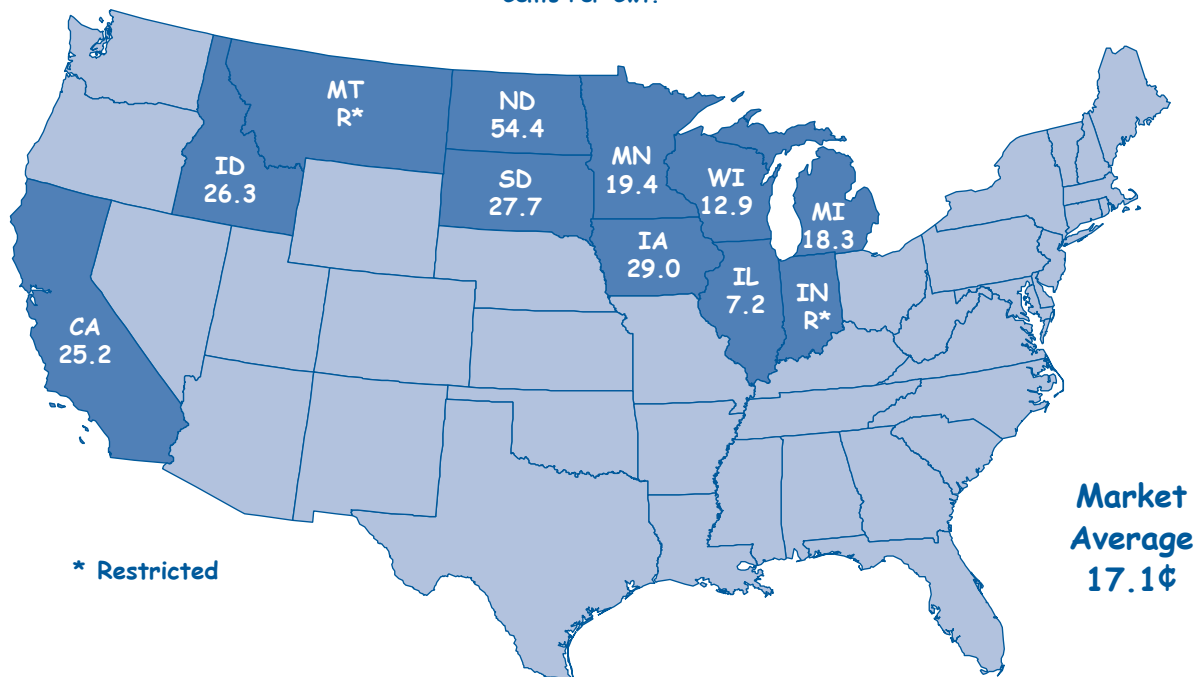 MT
R*
ND
54.4
MN
19.4
ID
26.3
SD
27.7
WI
12.9
MI
18.3
IA
29.0
IL
7.2
IN
R*
CA
25.2
Market
Average
17.1¢
* Restricted